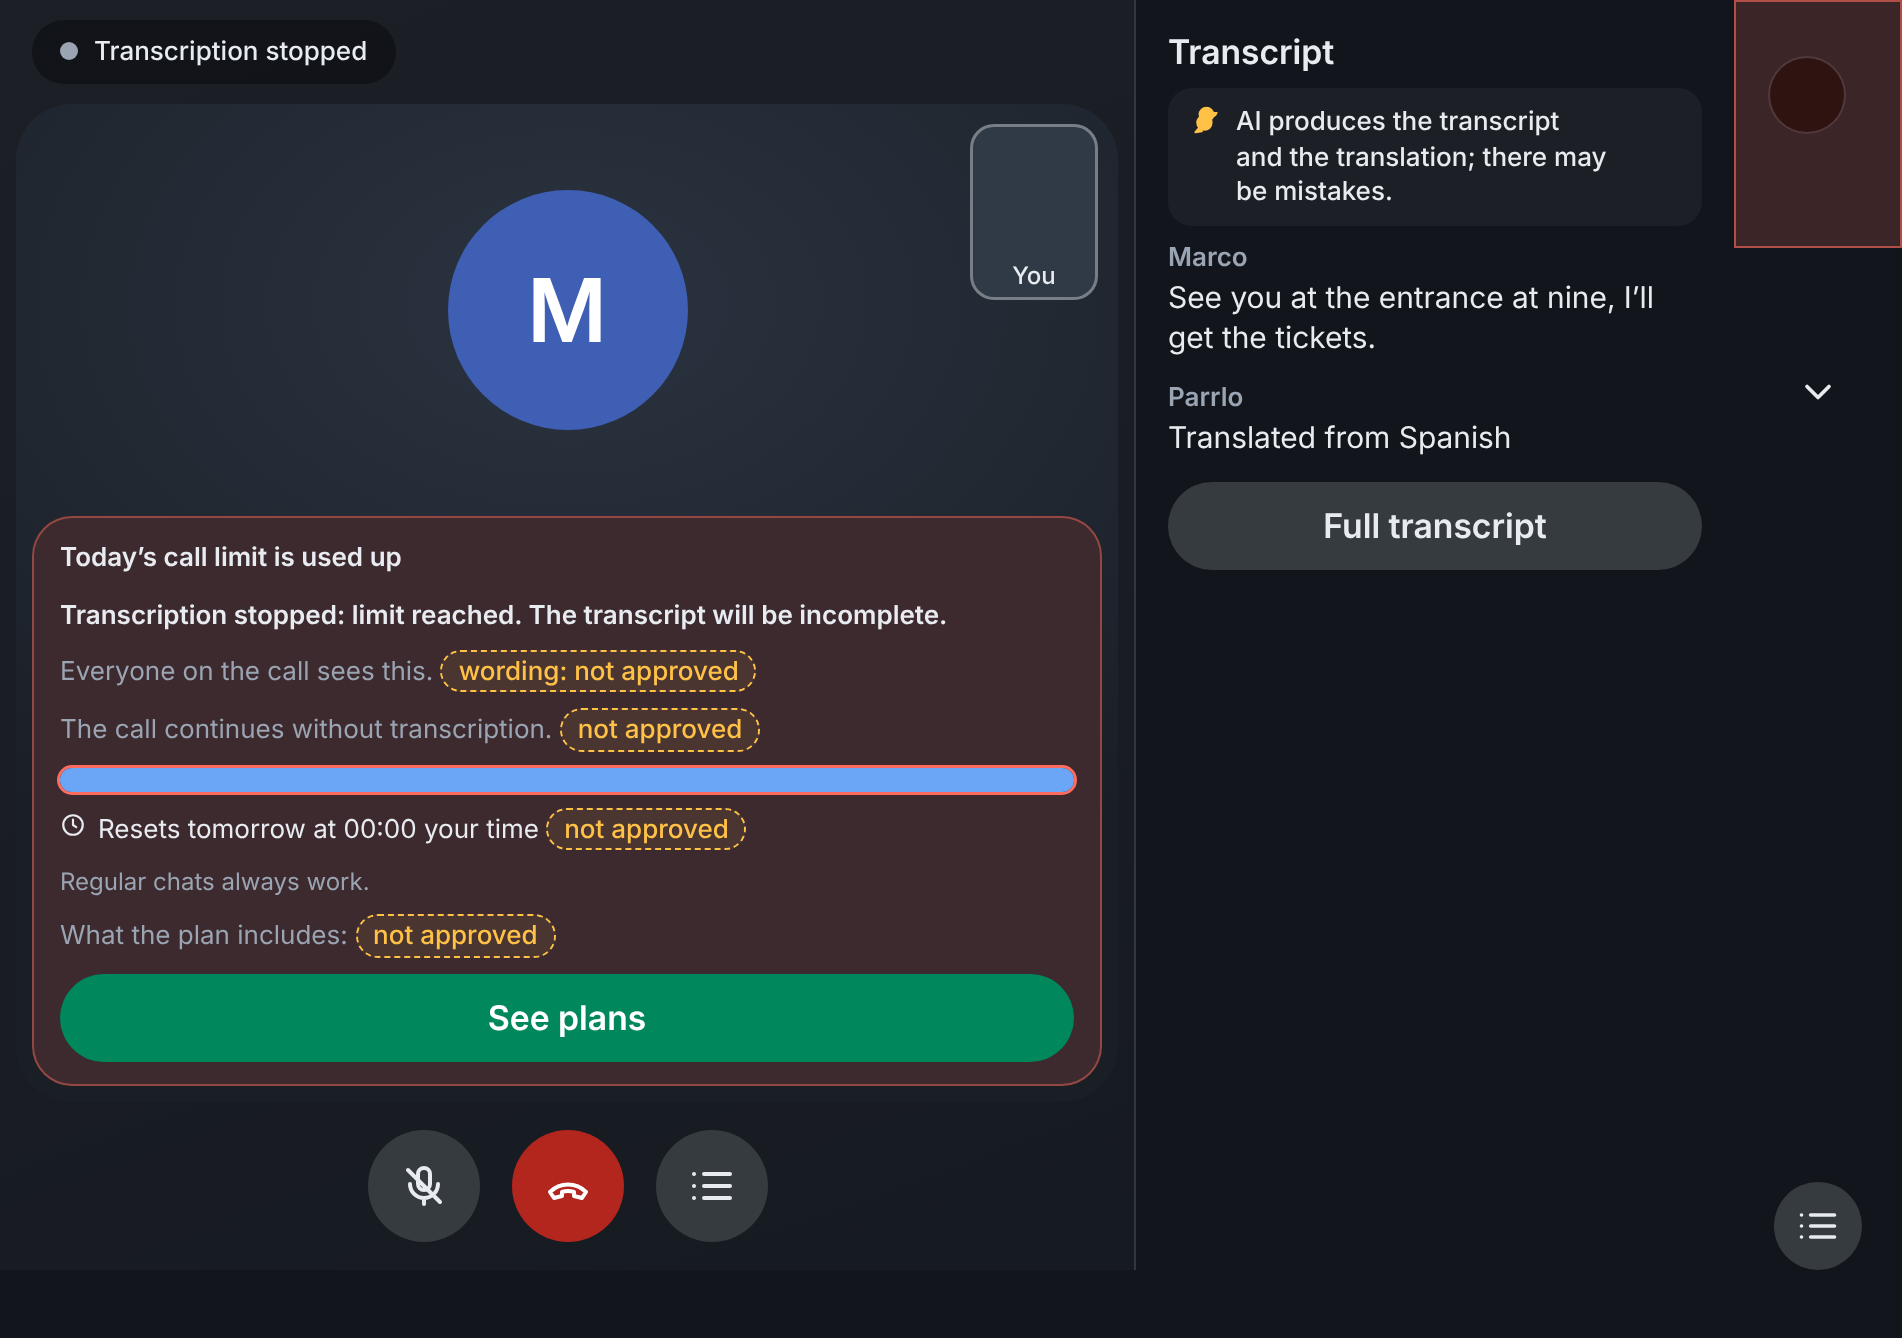 Transcription stopped
M
You
Today’s call limit is used up
Transcription stopped: limit reached. The transcript will be incomplete.
Everyone on the call sees this. wording: not approved
The call continues without transcription. not approved
Resets tomorrow at 00:00 your time not approved
Regular chats always work.
What the plan includes: not approved
See plans
Transcript
AI produces the transcript
and the translation; there may
be mistakes.
Marco
See you at the entrance at nine, I’ll
get the tickets.
Parrlo
Translated from Spanish
Full transcript